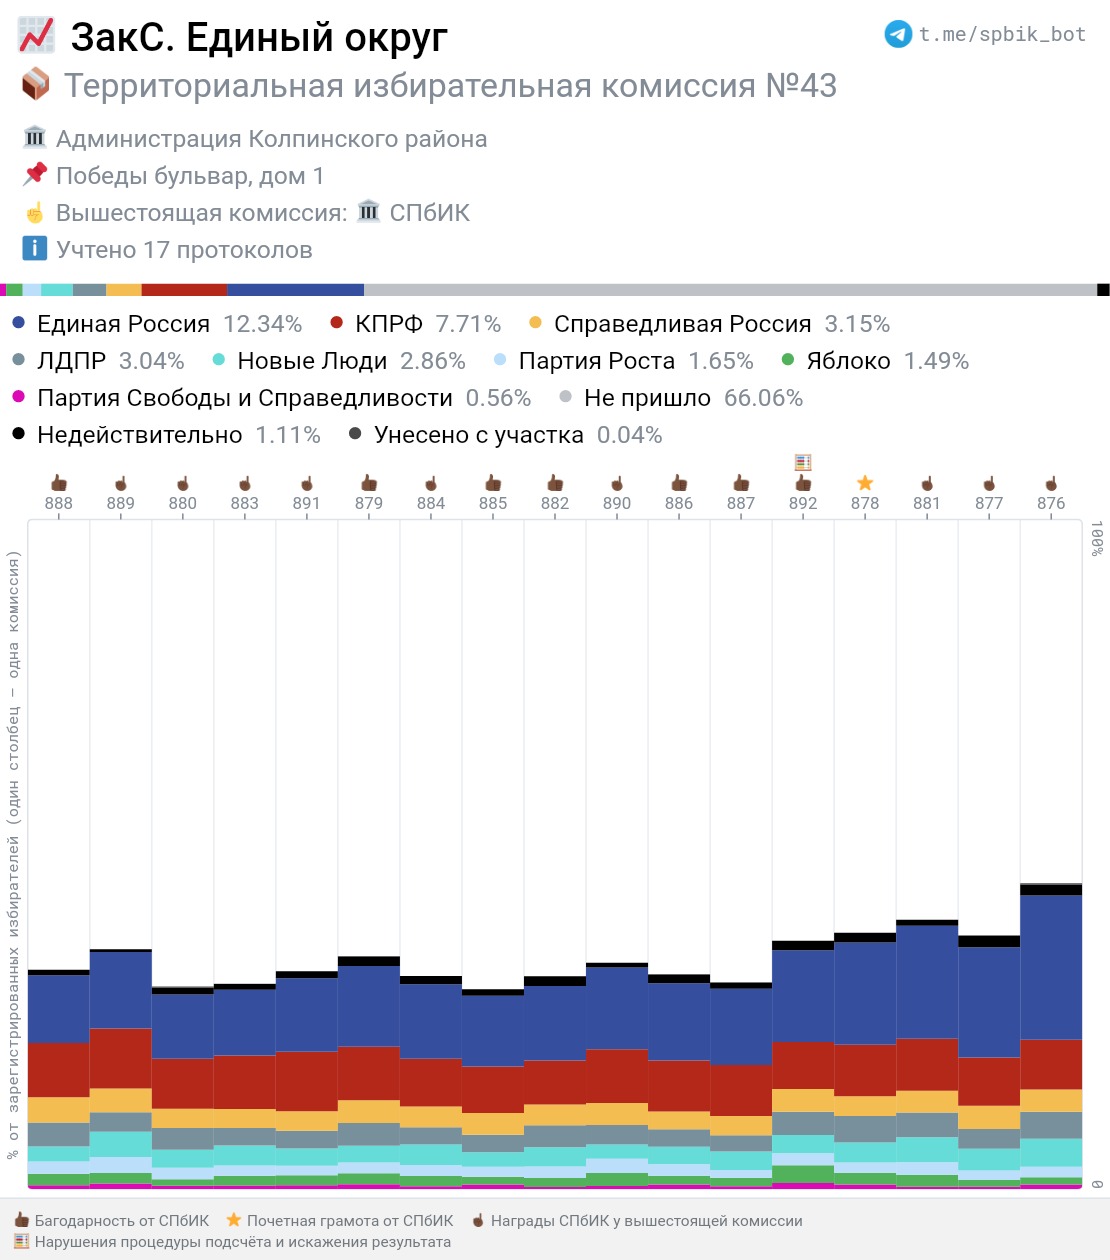 ЗакС. Единый округ
t.me/spbik_bot
Территориальная избирательная комиссия №43
Администрация Колпинского района
Победы бульвар, дом 1
Вышестоящая комиссия: СПбИК
Учтено 17 протоколов
Единая Россия 12.34% КПРФ 7.71% Справедливая Россия 3.15%
ЛДПР 3.04% Новые Люди 2.86% Партия Роста 1.65% Яблоко 1.49%
Партия Свободы и Справедливости 0.56% Не пришло 66.06%
Недействительно 1.11% Унесено с участка 0.04%
888 889 880 883 891 879 884 885 882 890 886 887 892 878 881 877 876
100%
% от зарегистрированных избирателей (один столбец – одна комиссия)
0
Багодарность от СПбИК Почетная грамота от СПбИК Награды СПбИК у вышестоящей комиссии
Нарушения процедуры подсчёта и искажения результата